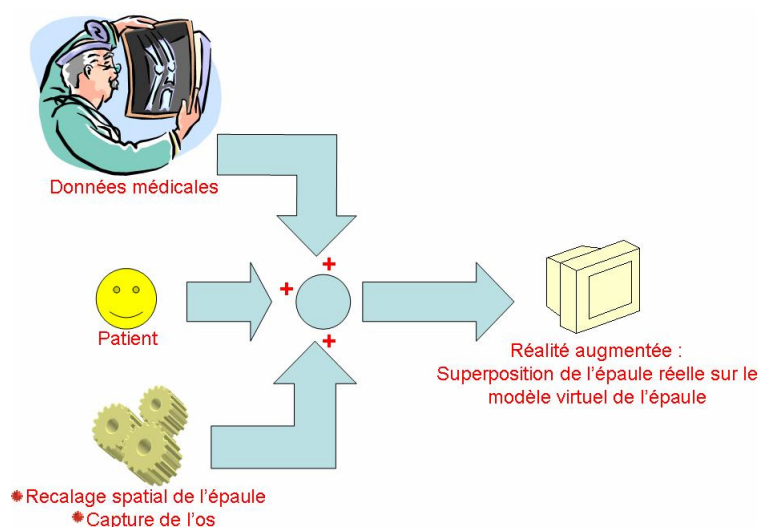 Données médicales
+
+
Patient
+
Réalité augmentée :
Superposition de l'épaule réelle sur le
modèle virtuel de l'épaule
Recalage spatial de l'épaule
Capture de l'os